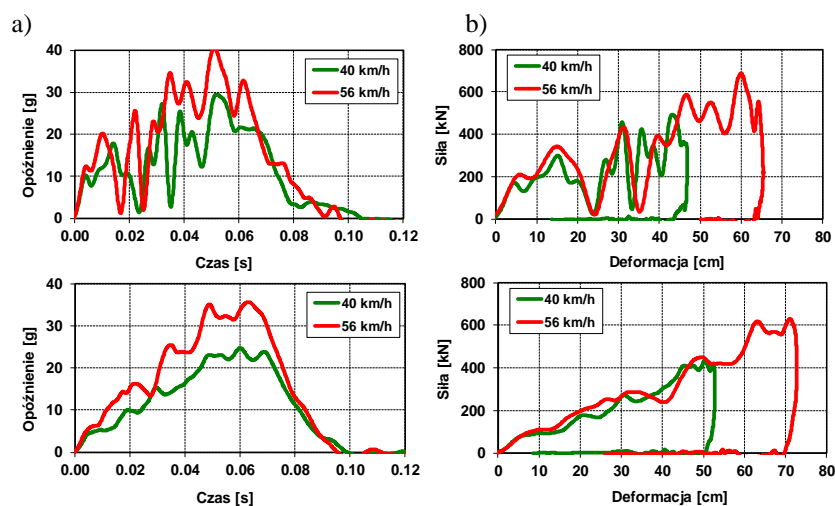 a)
b)
Opóźnienie [g]
40
30
20
10
0
40 km/h
56 km/h
0.00 0.02 0.04 0.06 0.08 0.10 0.12
Czas [s]
Siła [kN]
800
600
400
200
0
40 km/h
56 km/h
0 10 20 30 40 50 60 70 80
Deformacja [cm]
Opóźnienie [g]
40
30
20
10
0
40 km/h
56 km/h
0.00 0.02 0.04 0.06 0.08 0.10 0.12
Czas [s]
Siła [kN]
800
600
400
200
0
40 km/h
56 km/h
0 10 20 30 40 50 60 70 80
Deformacja [cm]